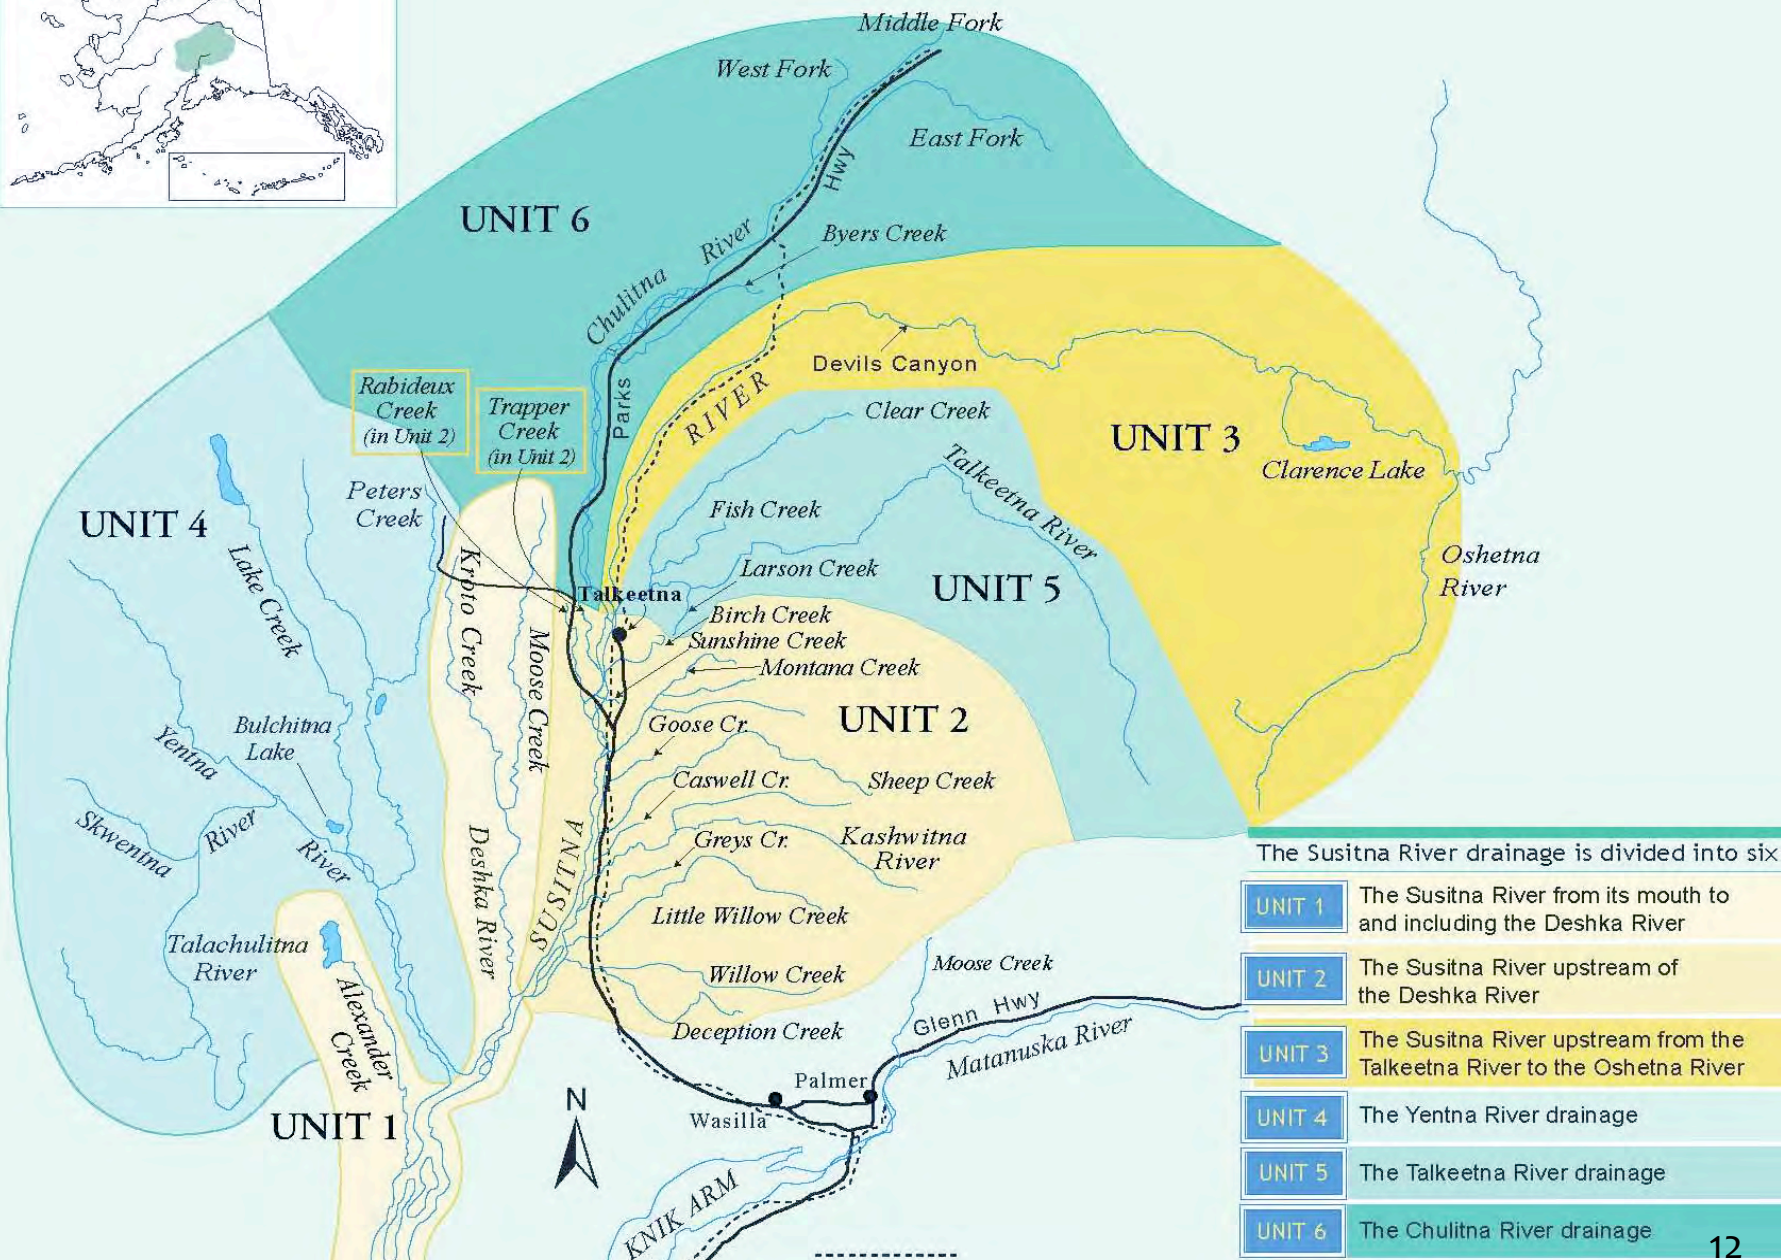 Middle Fork
West Fork
East Fork
Hwy
UNIT 6
River
Byers Creek
Chulitna
Devils Canyon
Parks
RIVER
Rabideux
Creek
(in Unit 2)
Trapper
Creek
(in Unit 2)
Clear Creek
UNIT 3
Clarence Lake
Talkeetna River
Peters
Creek
UNIT 4
Fish Creek
Lake Creek
Kroto Creek
Larson Creek
Oshetna
River
UNIT 5
Talkeetna
Birch Creek
Sunshine Creek
Moose Creek
Montana Creek
Goose Cr.
UNIT 2
Bulchitna
Lake
Yentna
River
Caswell Cr.
Sheep Creek
Skwentna
River
Greys Cr.
Kashwitna
River
Deshka River
SUSITNA
Little Willow Creek
Talachulitna
River
Alexander
Creek
Willow Creek
Moose Creek
Deception Creek
Glenn Hwy
Matanuska River
Palmer
Wasilla
UNIT 1
N
KNIK ARM
The Susitna River drainage is divided into six
UNIT 1 The Susitna River from its mouth to
and including the Deshka River
UNIT 2 The Susitna River upstream of
the Deshka River
UNIT 3 The Susitna River upstream from the
Talkeetna River to the Oshetna River
UNIT 4 The Yentna River drainage
UNIT 5 The Talkeetna River drainage
UNIT 6 The Chulitna River drainage
12